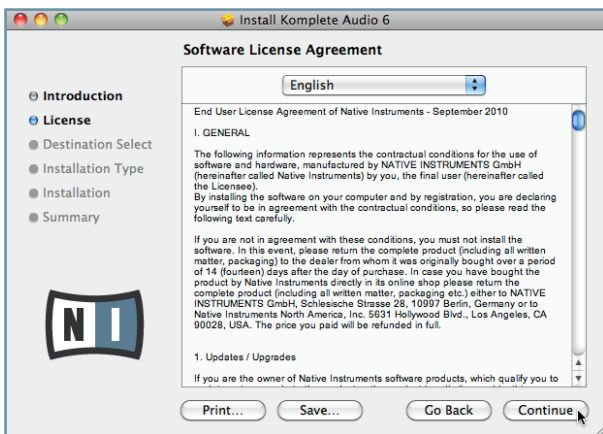 Install Komplete Audio 6
Software License Agreement
Introduction
License
Destination Select
Installation Type
Installation
Summary
NI
English
End User License Agreement of Native Instruments - September 2010
I. GENERAL
The following information represents the contractual conditions for the use of
software and hardware, manufactured by NATIVE INSTRUMENTS GmbH
(hereinafter called Native Instruments) by you, the final user (hereinafter called
the Licensee).
By installing the software on your computer and by registration, you are declaring
yourself to be in agreement with the contractual conditions, so please read the
following text carefully.
If you are not in agreement with these conditions, you must not install the
software. In this event, please return the complete product (including all written
matter, packaging) to the dealer from whom it was originally bought over a period
of 14 (fourteen) days after the day of purchase. In case you have bought the
product by Native Instruments directly in its online shop please return the
complete product (including all written matter, packaging etc.) either to NATIVE
INSTRUMENTS GmbH, Schlesische Strasse 28, 10997 Berlin, Germany or to
Native Instruments North America, Inc. 5631 Hollywood Blvd., Los Angeles, CA
90028, USA. The price you paid will be refunded in full.
1. Updates / Upgrades
If you are the owner of Native Instruments software products, which qualify you to
Print...
Save...
Go Back
Continue